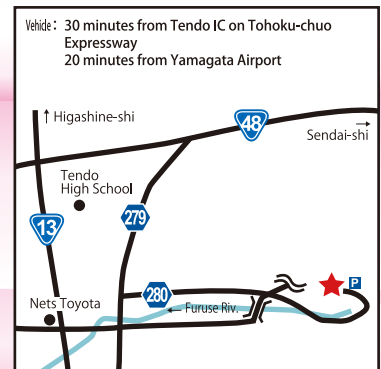 Vehide: 30 minutes from Tendo IC on Tohoku-chuo
Expressway
20 minutes from Yamagata Airport
↑ Higashine-shi
48
Sendai-shi
→
Tendo
High School
279
13
280
P
← Furuse Riv.
Nets Toyota